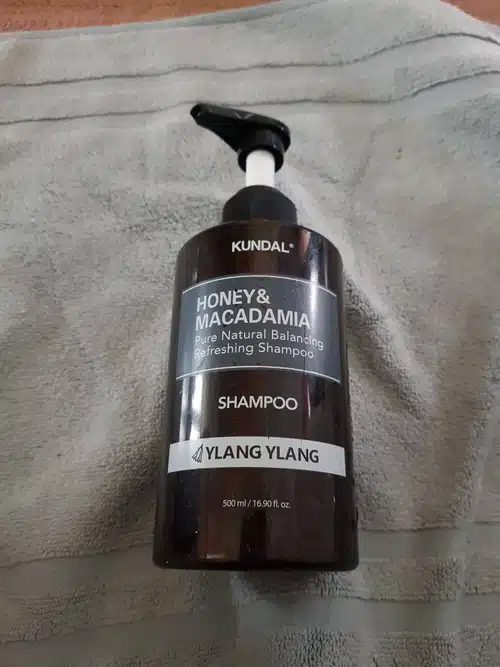 KUNDAL®
HONEY&
MACADAMIA
Pure Natural Balancing
Refreshing Shampoo
SHAMPOO
YLANG YLANG
500 ml / 16.90 fl. oz.